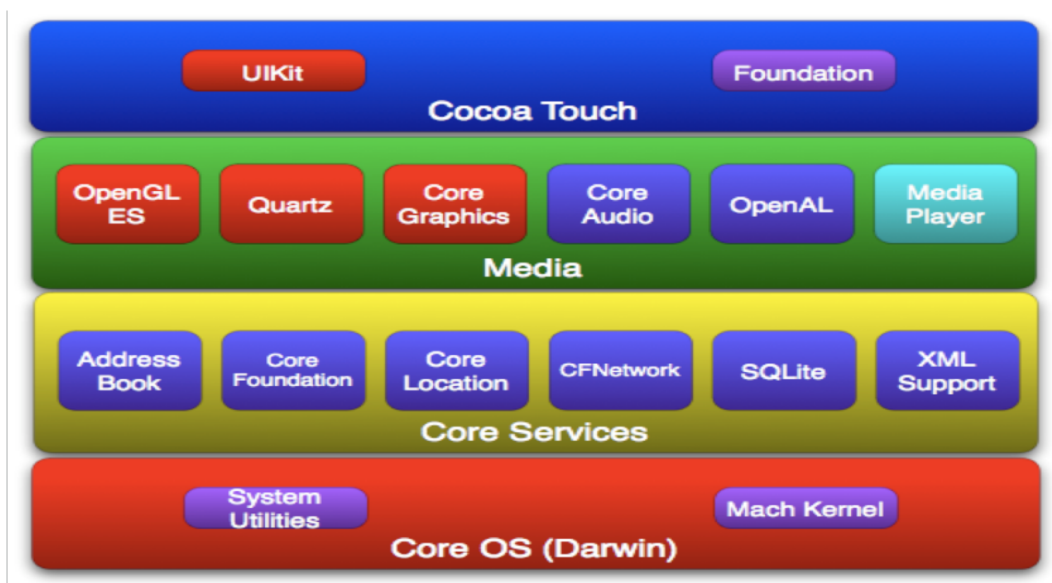 UIKit
Foundation
Cocoa Touch
OpenGL
ES
Quartz
Core
Graphics
Core
Audio
OpenAL
Media
Player
Media
Address
Book
Core
Foundation
Core
Location
CFNetwork
SQLite
XML
Support
Core Services
System
Utilities
Mach Kernel
Core OS (Darwin)